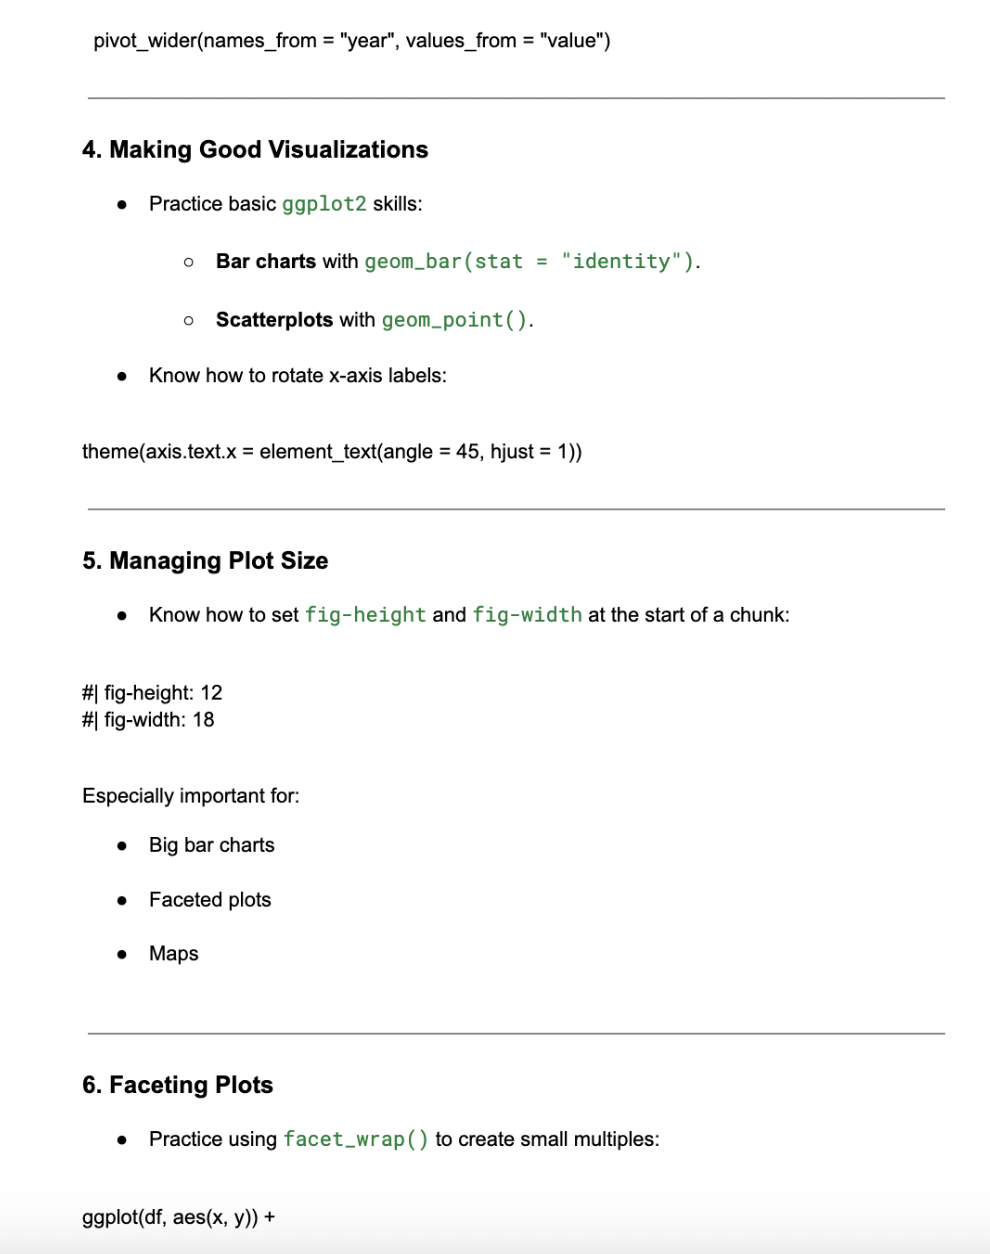 pivot_wider(names_from = "year", values_from = "value")
4. Making Good Visualizations
● Practice basic ggplot2 skills:
○ Bar charts with geom_bar(stat = "identity").
○ Scatterplots with geom_point().
● Know how to rotate x-axis labels:
theme(axis.text.x = element_text(angle = 45, hjust = 1))
5. Managing Plot Size
● Know how to set fig-height and fig-width at the start of a chunk:
#| fig-height: 12
#| fig-width: 18
Especially important for:
● Big bar charts
● Faceted plots
● Maps
6. Faceting Plots
● Practice using facet_wrap() to create small multiples:
ggplot(df, aes(x, y)) +